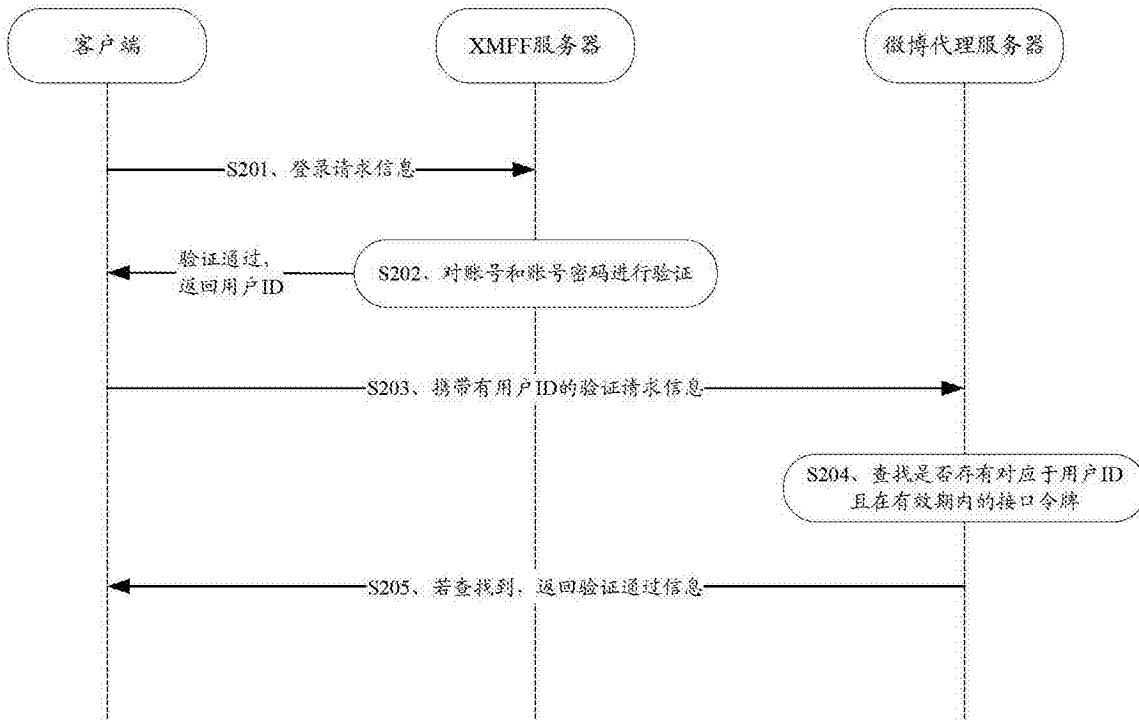 客户端
XMFF服务器
微博代理服务器
S201、登录请求信息
验证通过,
返回用户ID
S202、对账号和账号密码进行验证
S203、携带有用户ID的验证请求信息
S204、查找是否存有对应于用户ID
且在有效期内的接口令牌
S205、若查找到，返回验证通过信息